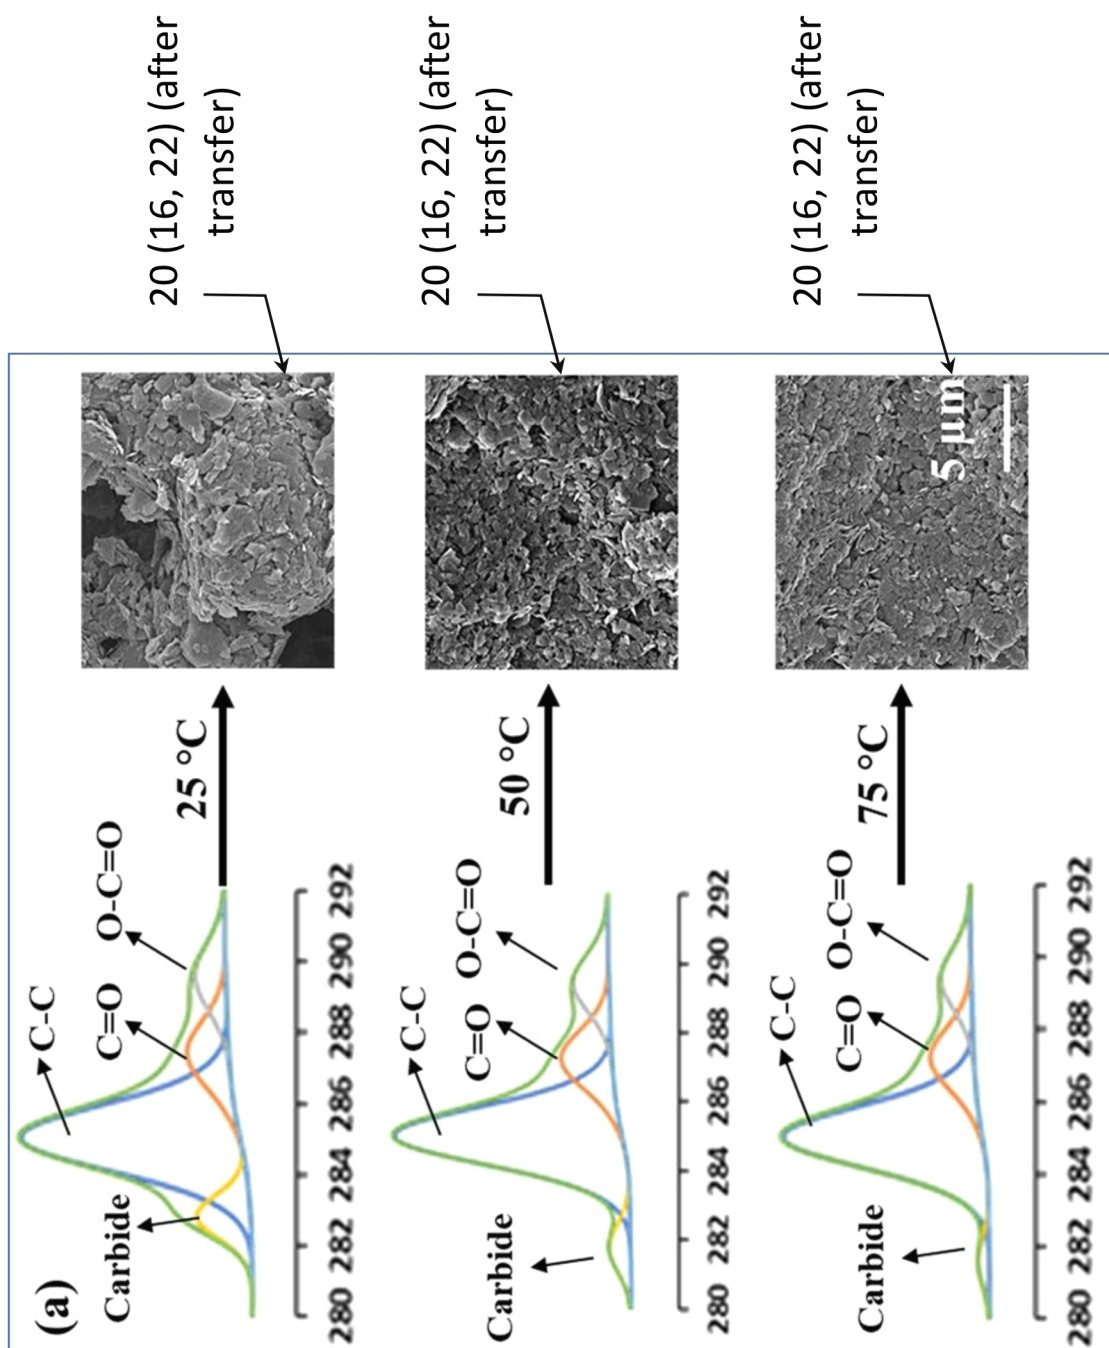 (a)
Carbide
C-C
C=O
O-C=O
280 282 284 286 288 290 292
25 °C
20 (16, 22) (after
transfer)
Carbide
C-C
C=O
O-C=O
280 282 284 286 288 290 292
50 °C
20 (16, 22) (after
transfer)
Carbide
C-C
C=O
O-C=O
280 282 284 286 288 290 292
75 °C
5 μm
20 (16, 22) (after
transfer)